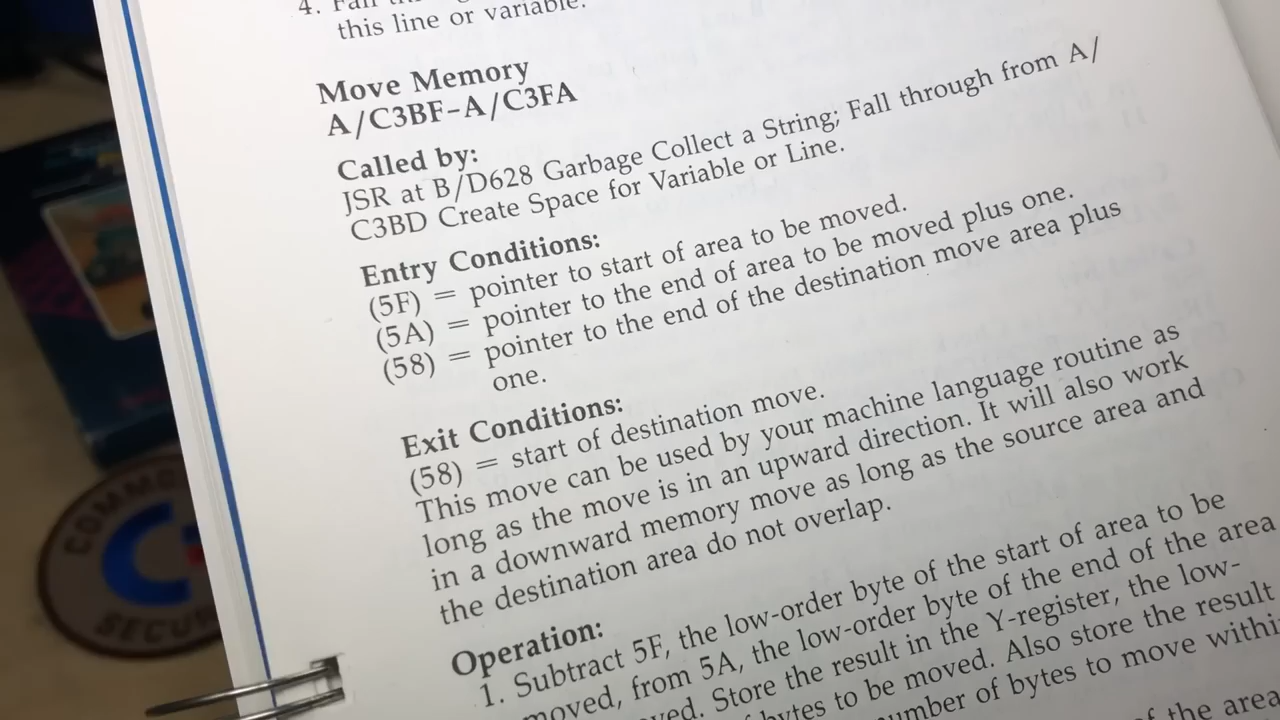 4.
this line or variable.
Move Memory
A/C3BF–A/C3FA
Called by:
JSR at B/D628 Garbage Collect a String; Fall through from A/
C3BD Create Space for Variable or Line.
Entry Conditions:
(5F) = pointer to start of area to be moved.
(5A) = pointer to the end of area to be moved plus one.
(58) = pointer to the end of the destination move area plus
one.
Exit Conditions:
(58) = start of destination move.
This move can be used by your machine language routine as
long as the move is in an upward direction. It will also work
in a downward memory move as long as the source area and
the destination area do not overlap.
Operation:
1. Subtract 5F, the low-order byte of the start of area to be
moved, from 5A, the low-order byte of the end of the area
Store the result in the Y-register, the low-
bytes to be moved. Also store the result
number of bytes to move within
of the area